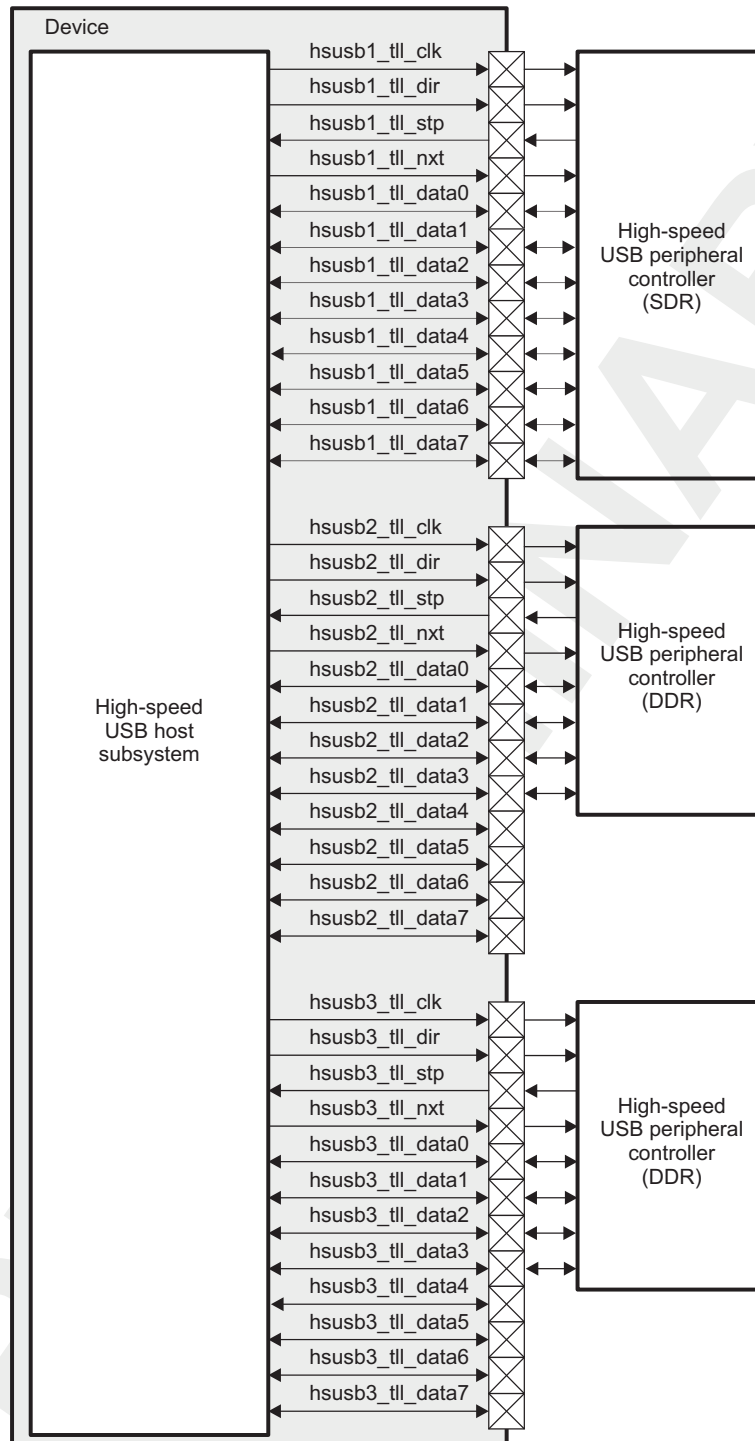 Device
hsusb1_tll_clk
hsusb1_tll_dir
hsusb1_tll_stp
hsusb1_tll_nxt
hsusb1_tll_data0
hsusb1_tll_data1
hsusb1_tll_data2
hsusb1_tll_data3
hsusb1_tll_data4
hsusb1_tll_data5
hsusb1_tll_data6
hsusb1_tll_data7
High-speed
USB peripheral
controller
(SDR)
hsusb2_tll_clk
hsusb2_tll_dir
hsusb2_tll_stp
hsusb2_tll_nxt
hsusb2_tll_data0
hsusb2_tll_data1
hsusb2_tll_data2
hsusb2_tll_data3
hsusb2_tll_data4
hsusb2_tll_data5
hsusb2_tll_data6
hsusb2_tll_data7
High-speed
USB peripheral
controller
(DDR)
High-speed
USB host
subsystem
hsusb3_tll_clk
hsusb3_tll_dir
hsusb3_tll_stp
hsusb3_tll_nxt
hsusb3_tll_data0
hsusb3_tll_data1
hsusb3_tll_data2
hsusb3_tll_data3
hsusb3_tll_data4
hsusb3_tll_data5
hsusb3_tll_data6
hsusb3_tll_data7
High-speed
USB peripheral
controller
(DDR)